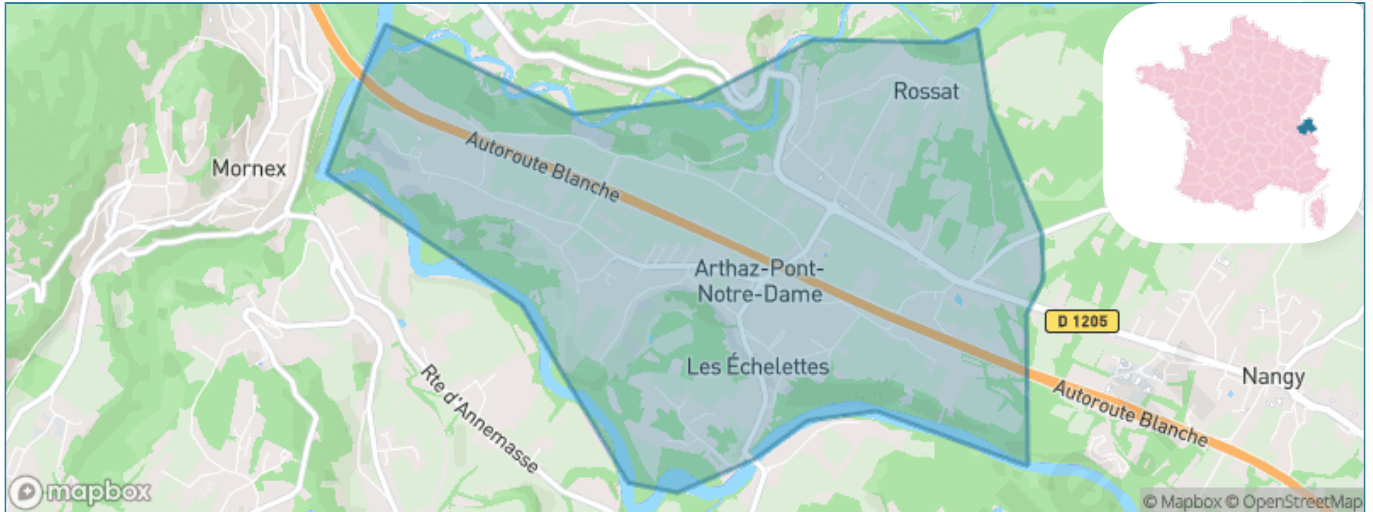 Rossat
Mornex
Autoroute Blanche
Arthaz-Pont-
Notre-Dame
D 1205
Les Échelettes
Nangy
Rte d'Annemasse
Autoroute Blanche
mapbox
© Mapbox © OpenStreetMap